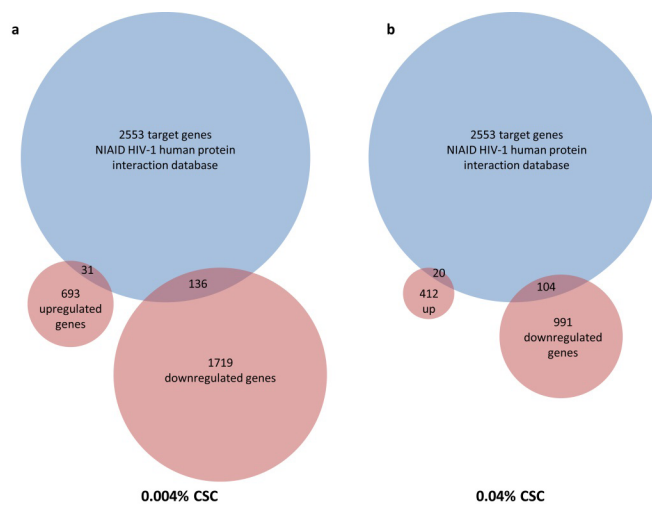 a
2553 target genes
NIAID HIV-1 human protein
interaction database
31
693
upregulated
genes
136
1719
downregulated genes
0.004% CSC
b
2553 target genes
NIAID HIV-1 human protein
interaction database
20
412
up
104
991
downregulated
genes
0.04% CSC